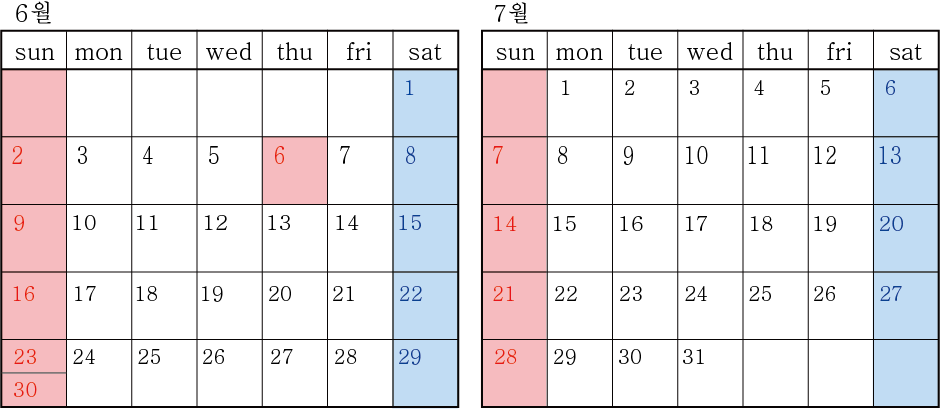 6월
sun mon tue wed thu fri sat
1
2 3 4 5 6 7 8
9 10 11 12 13 14 15
16 17 18 19 20 21 22
23 24 25 26 27 28 29
30
7월
sun mon tue wed thu fri sat
1 2 3 4 5 6
7 8 9 10 11 12 13
14 15 16 17 18 19 20
21 22 23 24 25 26 27
28 29 30 31